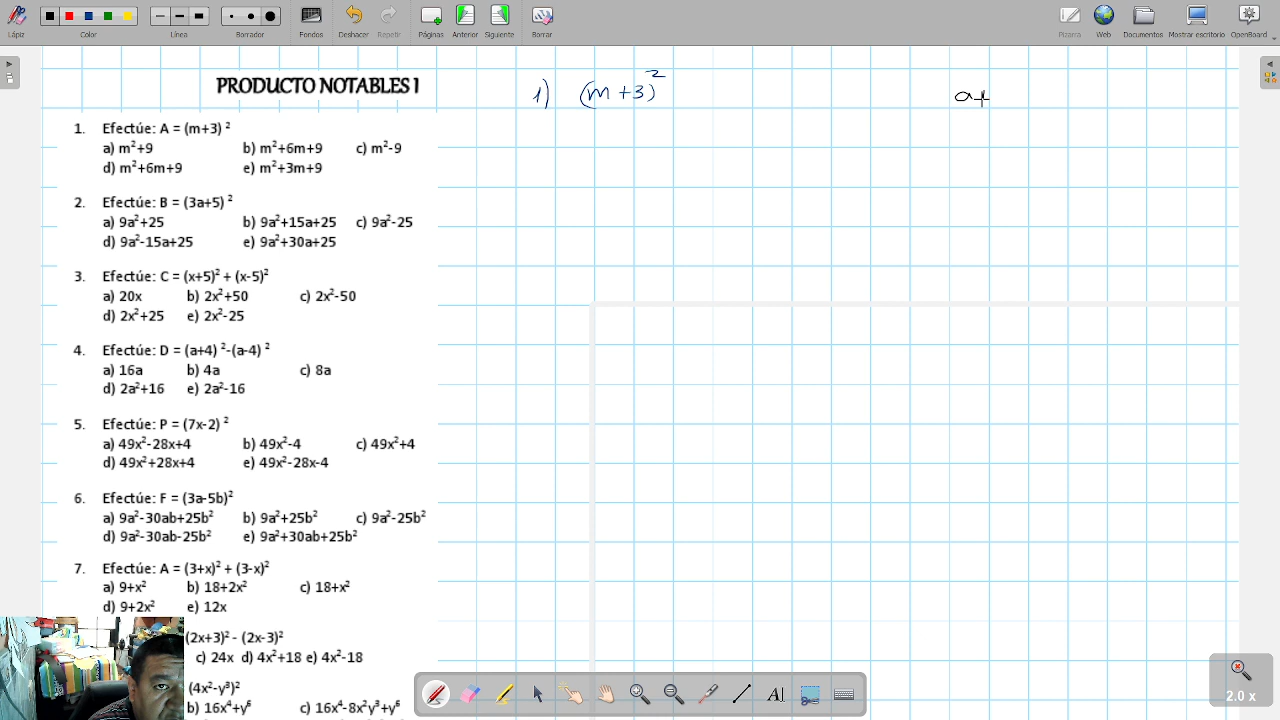 Lápiz Color Línea Borrador Fondos Deshacer Repetir Páginas Anterior Siguiente Borrar Pizarra Web Documentos Mostrar escritorio OpenBoard
PRODUCTO NOTABLES I
1. Efectúe: A = (m+3) ²
a) m²+9 b) m²+6m+9 c) m²-9
d) m²+6m+9 e) m²+3m+9
2. Efectúe: B = (3a+5) ²
a) 9a²+25 b) 9a²+15a+25 c) 9a²-25
d) 9a²-15a+25 e) 9a²+30a+25
3. Efectúe: C = (x+5)² + (x-5)²
a) 20x b) 2x²+50 c) 2x²-50
d) 2x²+25 e) 2x²-25
4. Efectúe: D = (a+4) ²-(a-4) ²
a) 16a b) 4a c) 8a
d) 2a²+16 e) 2a²-16
5. Efectúe: P = (7x-2) ²
a) 49x²-28x+4 b) 49x²-4 c) 49x²+4
d) 49x²+28x+4 e) 49x²-28x-4
6. Efectúe: F = (3a-5b)²
a) 9a²-30ab+25b² b) 9a²+25b² c) 9a²-25b²
d) 9a²-30ab-25b² e) 9a²+30ab+25b²
7. Efectúe: A = (3+x)² + (3-x)²
a) 9+x² b) 18+2x² c) 18+x²
d) 9+2x² e) 12x
(2x+3)² - (2x-3)²
c) 24x d) 4x²+18 e) 4x²-18
(4x²-y³)²
b) 16x⁴+y⁶ c) 16x⁴-8x²y³+y⁶
1) (m+3)²
a+
2.0 x